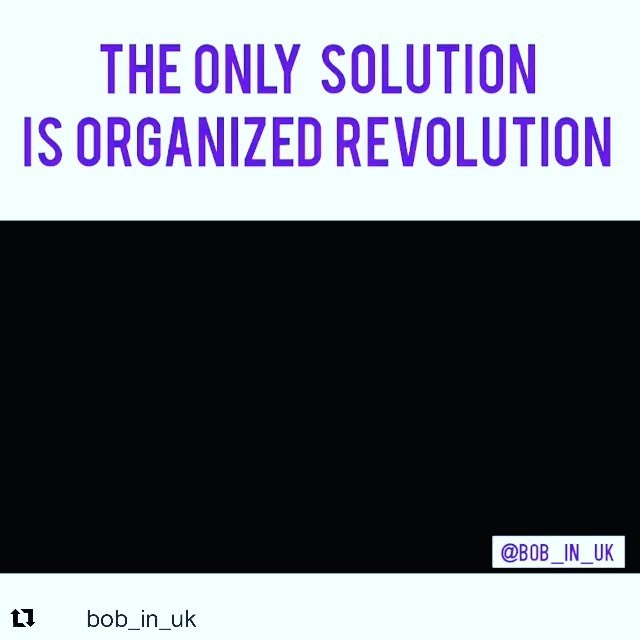 THE ONLY SOLUTION
IS ORGANIZED REVOLUTION
@BOB_IN_UK
bob_in_uk